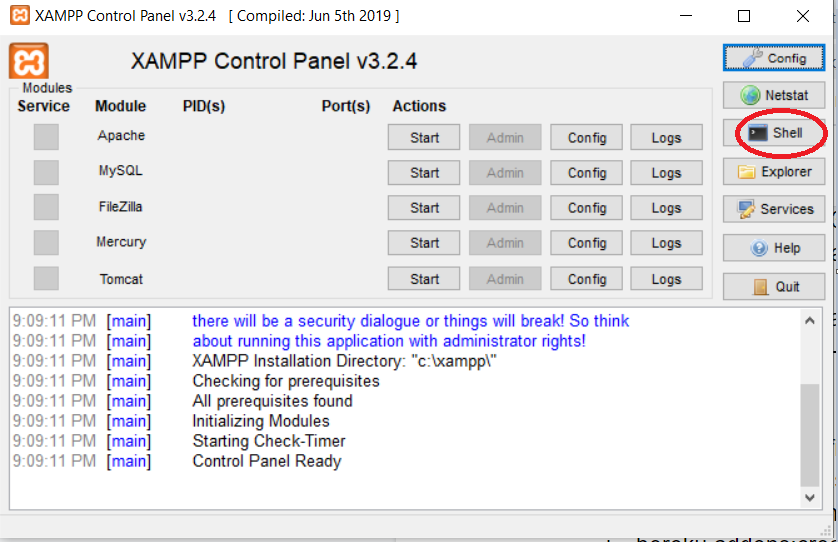 XAMPP Control Panel v3.2.4 [ Compiled: Jun 5th 2019 ]
XAMPP Control Panel v3.2.4
Config
Modules
Service Module PID(s) Port(s) Actions
Netstat
Apache Start Admin Config Logs
Shell
MySQL Start Admin Config Logs
Explorer
FileZilla Start Admin Config Logs
Services
Mercury Start Admin Config Logs
Help
Tomcat Start Admin Config Logs
Quit
9:09:11 PM [main] there will be a security dialogue or things will break! So think
9:09:11 PM [main] about running this application with administrator rights!
9:09:11 PM [main] XAMPP Installation Directory: "c:\xampp\"
9:09:11 PM [main] Checking for prerequisites
9:09:11 PM [main] All prerequisites found
9:09:11 PM [main] Initializing Modules
9:09:11 PM [main] Starting Check-Timer
9:09:11 PM [main] Control Panel Ready